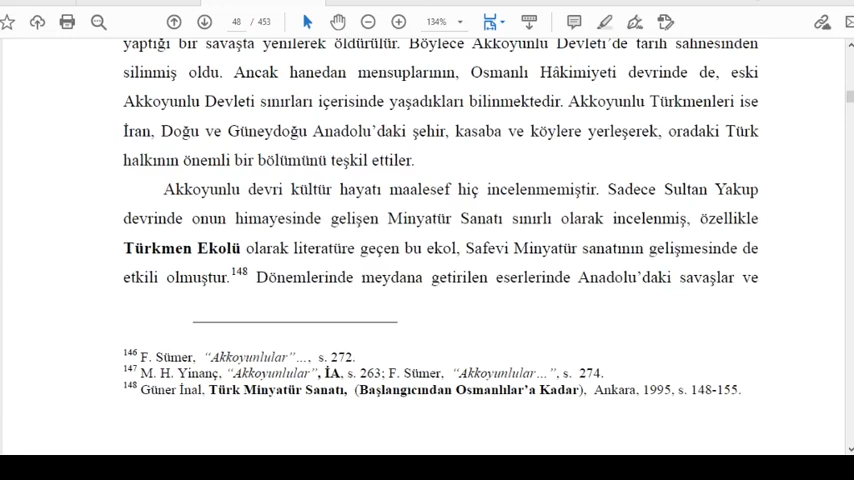 48 / 453
134%
yaptığı bir savaşta yenilerek öldürülür. Böylece Akkoyunlu Devleti'de tarih sahnesinden
silinmiş oldu. Ancak hanedan mensuplarının, Osmanlı Hâkimiyeti devrinde de, eski
Akkoyunlu Devleti sınırları içerisinde yaşadıkları bilinmektedir. Akkoyunlu Türkmenleri ise
İran, Doğu ve Güneydoğu Anadolu'daki şehir, kasaba ve köylere yerleşerek, oradaki Türk
halkının önemli bir bölümünü teşkil ettiler.
Akkoyunlu devri kültür hayatı maalesef hiç incelenmemiştir. Sadece Sultan Yakup
devrinde onun himayesinde gelişen Minyatür Sanatı sınırlı olarak incelenmiş, özellikle
Türkmen Ekolü olarak literatüre geçen bu ekol, Safevi Minyatür sanatının gelişmesinde de
etkili olmuştur.148 Dönemlerinde meydana getirilen eserlerinde Anadolu'daki savaşlar ve
146 F. Sümer, "Akkoyunlular"..., s. 272.
147 M. H. Yinanç, "Akkoyunlular", İA, s. 263; F. Sümer, "Akkoyunlular...", s. 274.
148 Güner İnal, Türk Minyatür Sanatı, (Başlangıcından Osmanlılar'a Kadar), Ankara, 1995, s. 148-155.